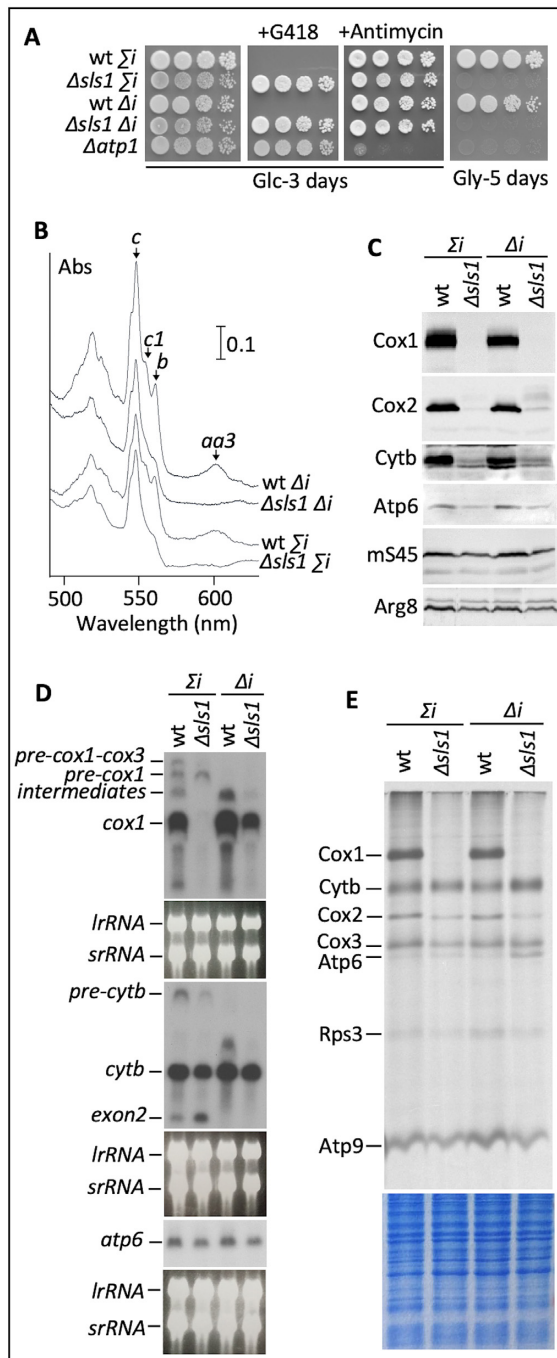 A
+G418 +Antimycin
wt ∑i
Δsls1 ∑i
wt Δi
Δsls1 Δi
Δatp1
Glc-3 days
Gly-5 days
B
Abs
c
c1
b
0.1
aa3
wt Δi
Δsls1 Δi
wt ∑i
Δsls1 ∑i
500 550 600
Wavelength (nm)
C
Σi Δi
wt Δsls1 wt Δsls1
Cox1
Cox2
Cytb
Atp6
mS45
Arg8
D
Σi Δi
wt Δsls1 wt Δsls1
pre-cox1-cox3
pre-cox1
intermediates
cox1
lrRNA
srRNA
pre-cytb
cytb
exon2
lrRNA
srRNA
atp6
lrRNA
srRNA
E
Σi Δi
wt Δsls1 wt Δsls1
Cox1
Cytb
Cox2
Cox3
Atp6
Rps3
Atp9